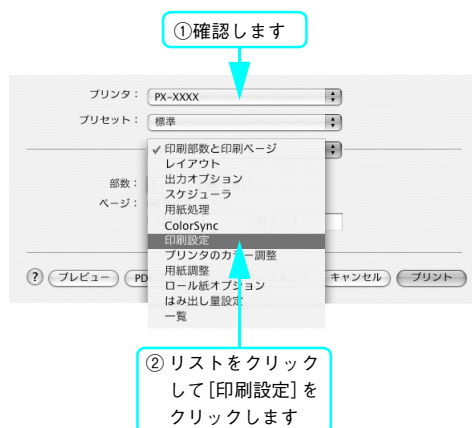 ①確認します
プリンタ： PX-XXXX
プリセット： 標準
✓ 印刷部数と印刷ページ
レイアウト
部数： 出力オプション
スケジューラ
ページ： 用紙処理
ColorSync
印刷設定
プリンタのカラー調整
用紙調整
? プレビュー PD キャンセル プリント
ロール紙オプション
はみ出し量設定
一覧
② リストをクリック
して[印刷設定]を
クリックします